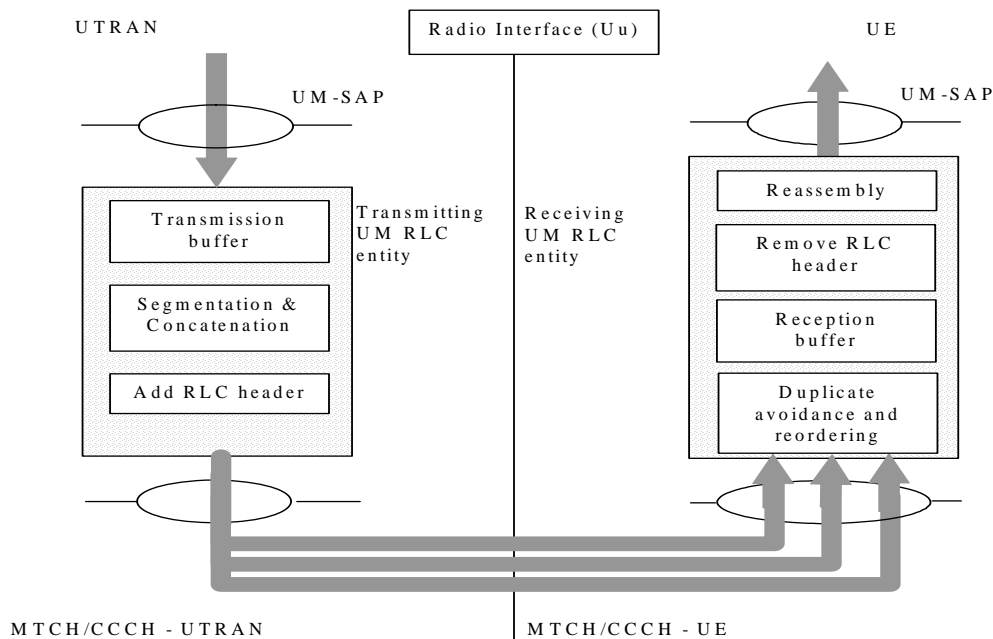 UTRAN
Radio Interface (Uu)
UE
UM-SAP
UM-SAP
Transmission
buffer
Segmentation &
Concatenation
Add RLC header
Transmitting
UM RLC
entity
Receiving
UM RLC
entity
Reassembly
Remove RLC
header
Reception
buffer
Duplicate
avoidance and
reordering
MTCH/CCCH - UTRAN
MTCH/CCCH - UE